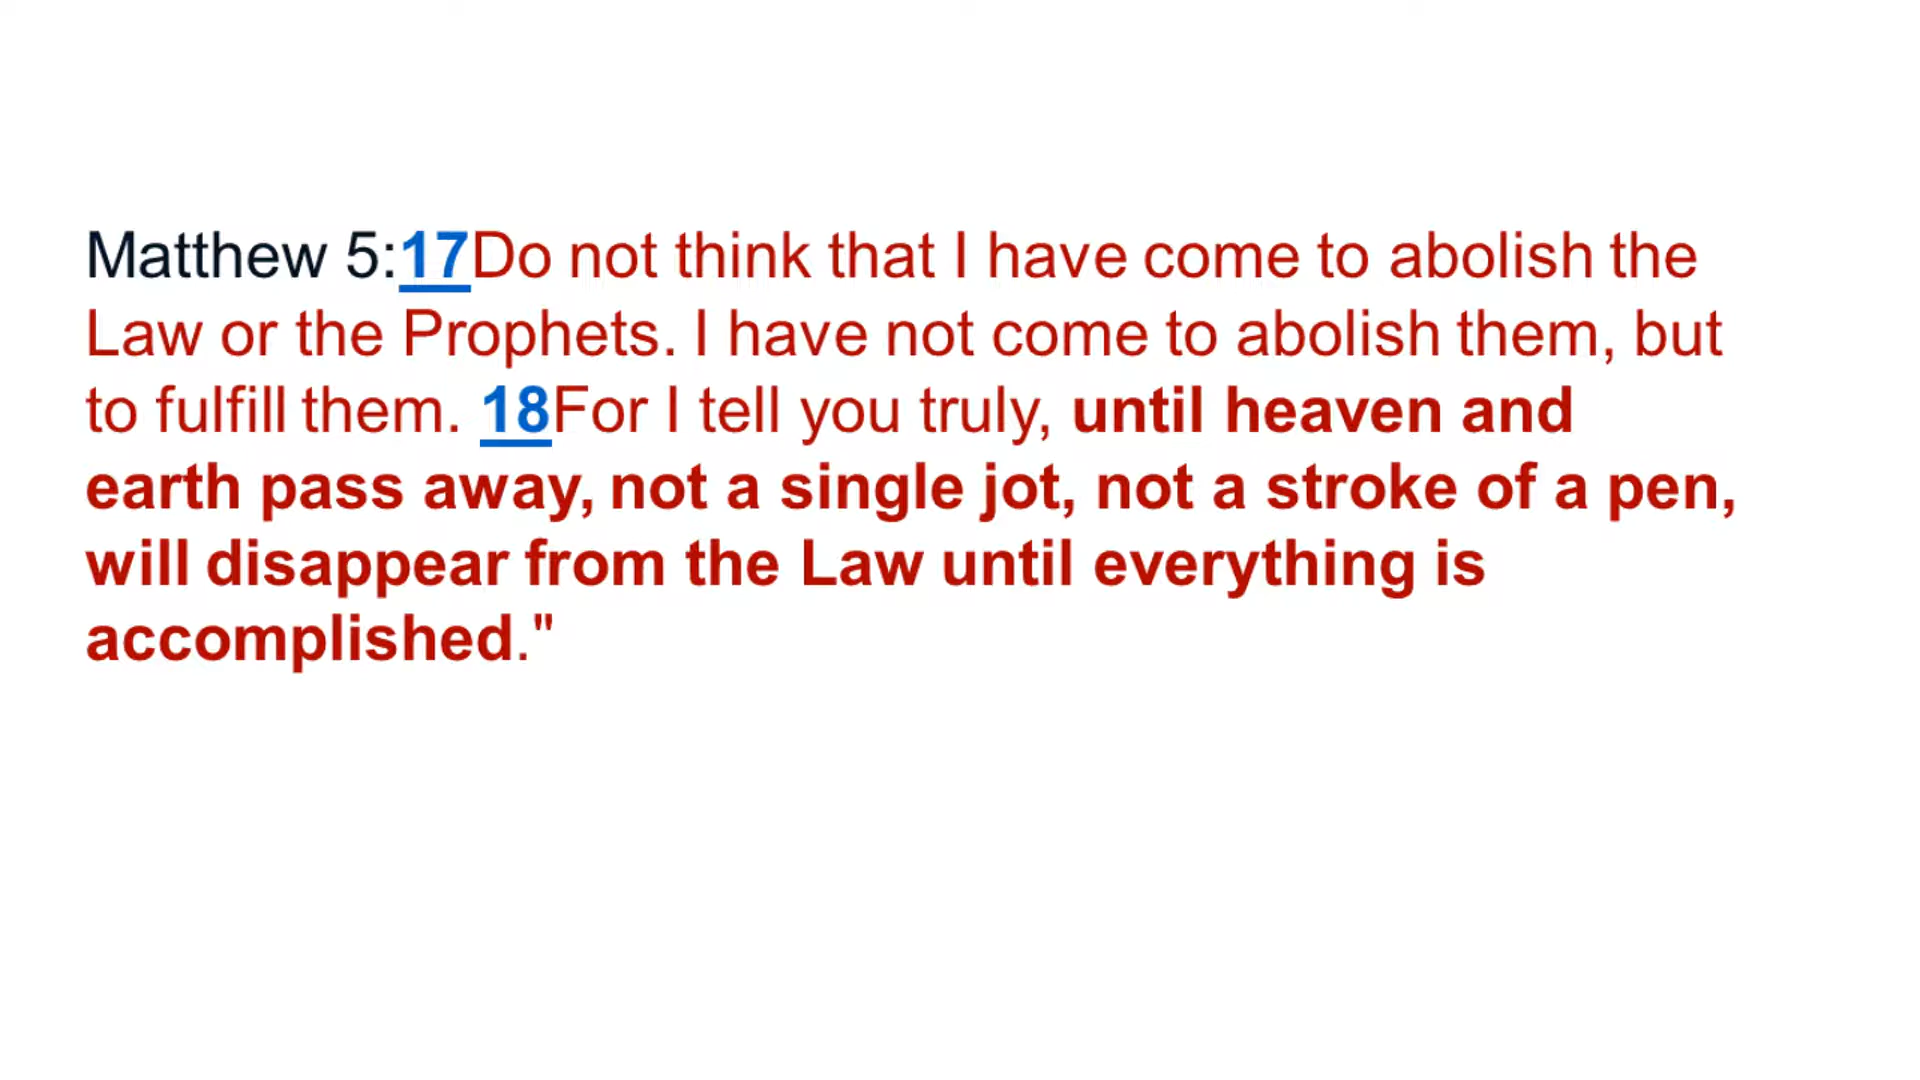 Matthew 5:17Do not think that I have come to abolish the
Law or the Prophets. I have not come to abolish them, but
to fulfill them. 18For I tell you truly, until heaven and
earth pass away, not a single jot, not a stroke of a pen,
will disappear from the Law until everything is
accomplished."